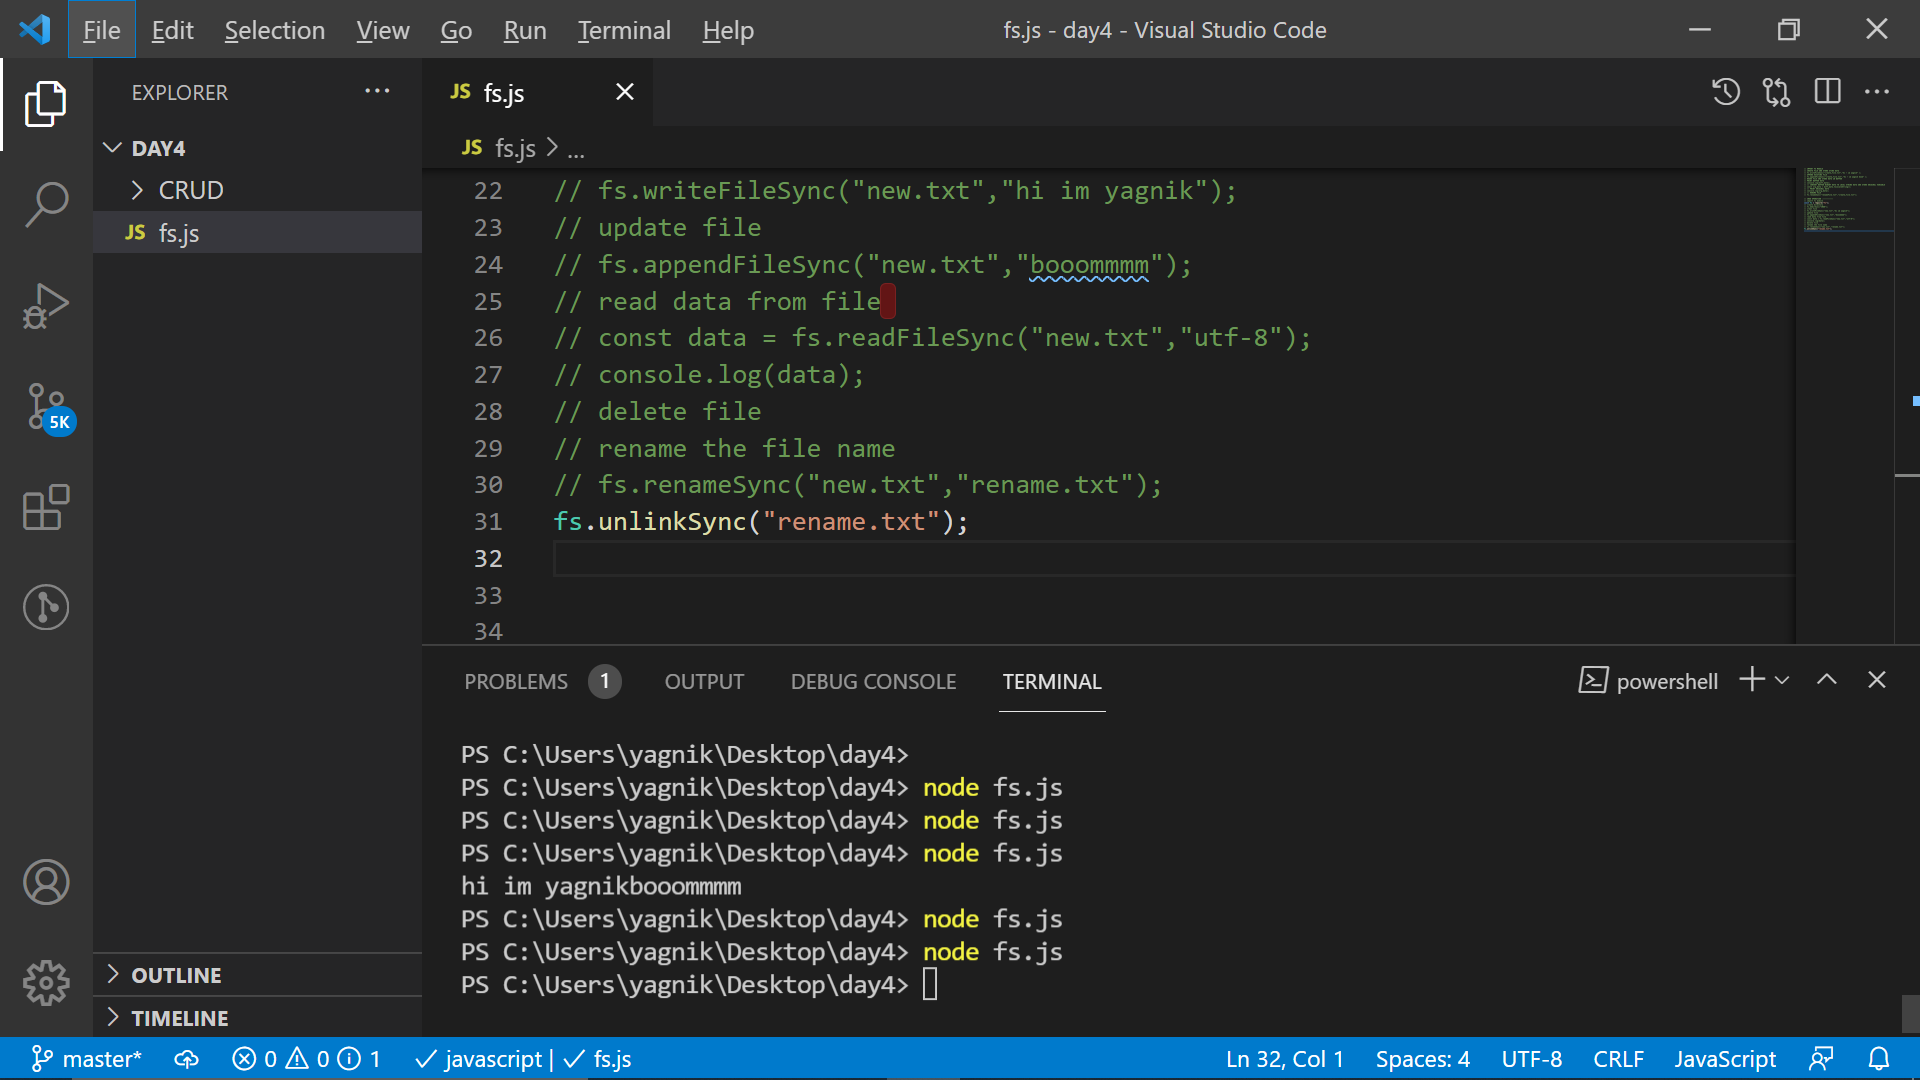 File Edit Selection View Go Run Terminal Help fs.js - day4 - Visual Studio Code
EXPLORER ···
DAY4
CRUD
JS fs.js
OUTLINE
TIMELINE
5K
JS fs.js
JS fs.js > ...
22 // fs.writeFileSync("new.txt","hi im yagnik");
23 // update file
24 // fs.appendFileSync("new.txt","booommmm");
25 // read data from file
26 // const data = fs.readFileSync("new.txt","utf-8");
27 // console.log(data);
28 // delete file
29 // rename the file name
30 // fs.renameSync("new.txt","rename.txt");
31 fs.unlinkSync("rename.txt");
32
33
34
PROBLEMS 1 OUTPUT DEBUG CONSOLE TERMINAL powershell
PS C:\Users\yagnik\Desktop\day4>
PS C:\Users\yagnik\Desktop\day4> node fs.js
PS C:\Users\yagnik\Desktop\day4> node fs.js
PS C:\Users\yagnik\Desktop\day4> node fs.js
hi im yagnikbooommmm
PS C:\Users\yagnik\Desktop\day4> node fs.js
PS C:\Users\yagnik\Desktop\day4> node fs.js
PS C:\Users\yagnik\Desktop\day4>
master* 0 0 1 javascript | fs.js Ln 32, Col 1 Spaces: 4 UTF-8 CRLF JavaScript